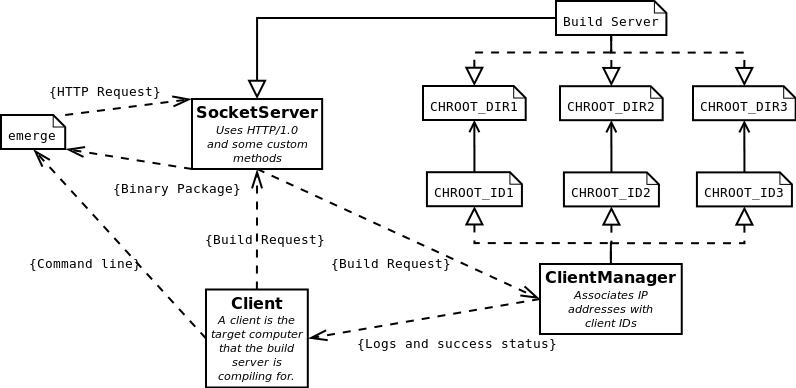 Build Server
{HTTP Request}
SocketServer
Uses HTTP/1.0
and some custom
methods
CHROOT_DIR1
CHROOT_DIR2
CHROOT_DIR3
emerge
{Binary Package}
CHROOT_ID1
CHROOT_ID2
CHROOT_ID3
{Build Request}
{Command line}
{Build Request}
ClientManager
Associates IP
addresses with
client IDs
Client
A client is the
target computer
that the build
server is
compiling for.
{Logs and success status}